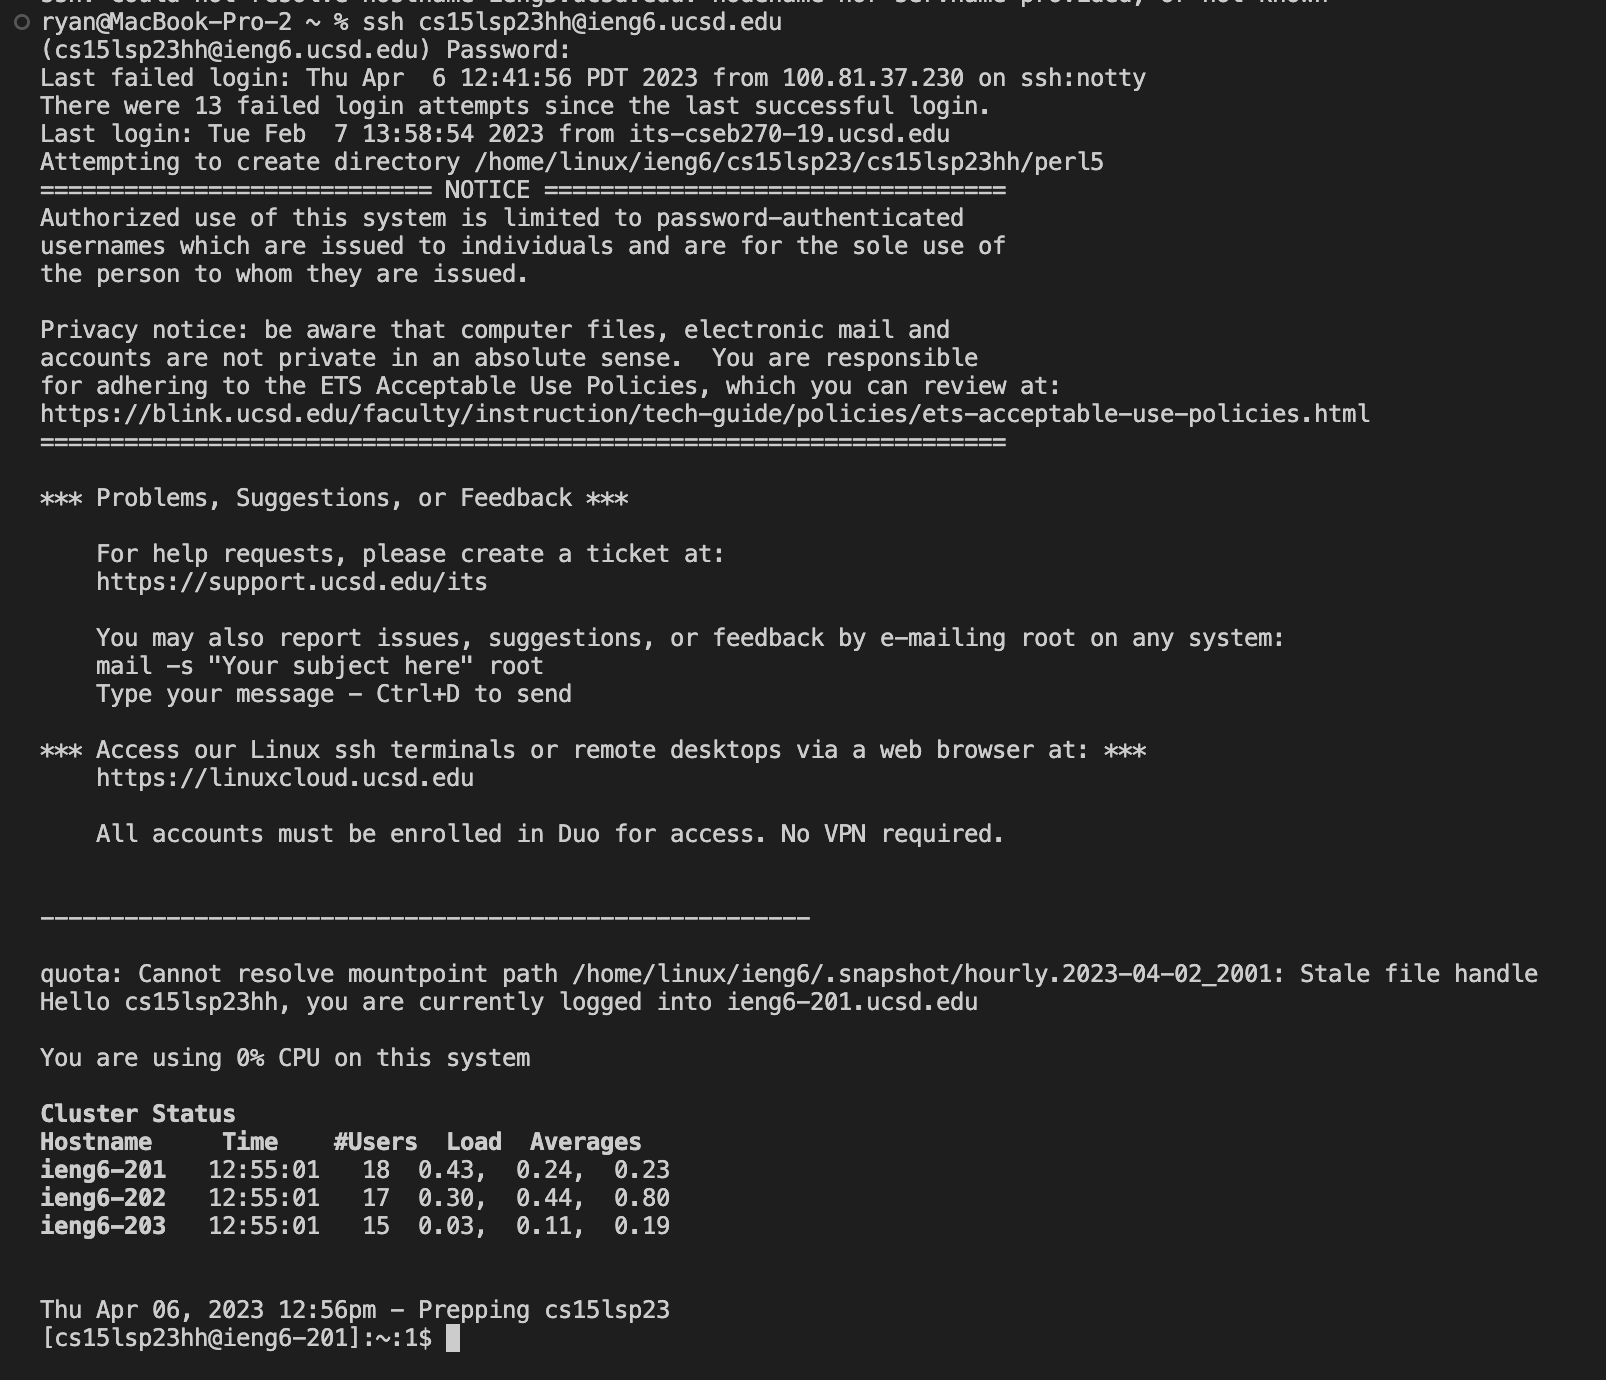 ryan@MacBook-Pro-2 ~ % ssh cs15lsp23hh@ieng6.ucsd.edu
(cs15lsp23hh@ieng6.ucsd.edu) Password:
Last failed login: Thu Apr  6 12:41:56 PDT 2023 from 100.81.37.230 on ssh:notty
There were 13 failed login attempts since the last successful login.
Last login: Tue Feb  7 13:58:54 2023 from its-cseb270-19.ucsd.edu
Attempting to create directory /home/linux/ieng6/cs15lsp23/cs15lsp23hh/perl5
============================ NOTICE =================================
Authorized use of this system is limited to password-authenticated
usernames which are issued to individuals and are for the sole use of
the person to whom they are issued.

Privacy notice: be aware that computer files, electronic mail and
accounts are not private in an absolute sense.  You are responsible
for adhering to the ETS Acceptable Use Policies, which you can review at:
https://blink.ucsd.edu/faculty/instruction/tech-guide/policies/ets-acceptable-use-policies.html
=====================================================================

*** Problems, Suggestions, or Feedback ***

    For help requests, please create a ticket at:
    https://support.ucsd.edu/its

    You may also report issues, suggestions, or feedback by e-mailing root on any system:
    mail -s "Your subject here" root
    Type your message - Ctrl+D to send

*** Access our Linux ssh terminals or remote desktops via a web browser at: ***
    https://linuxcloud.ucsd.edu

    All accounts must be enrolled in Duo for access. No VPN required.


-------------------------------------------------------

quota: Cannot resolve mountpoint path /home/linux/ieng6/.snapshot/hourly.2023-04-02_2001: Stale file handle
Hello cs15lsp23hh, you are currently logged into ieng6-201.ucsd.edu

You are using 0% CPU on this system

Cluster Status
Hostname     Time    #Users  Load  Averages
ieng6-201   12:55:01   18  0.43,  0.24,  0.23
ieng6-202   12:55:01   17  0.30,  0.44,  0.80
ieng6-203   12:55:01   15  0.03,  0.11,  0.19


Thu Apr 06, 2023 12:56pm - Prepping cs15lsp23
[cs15lsp23hh@ieng6-201]:~:1$